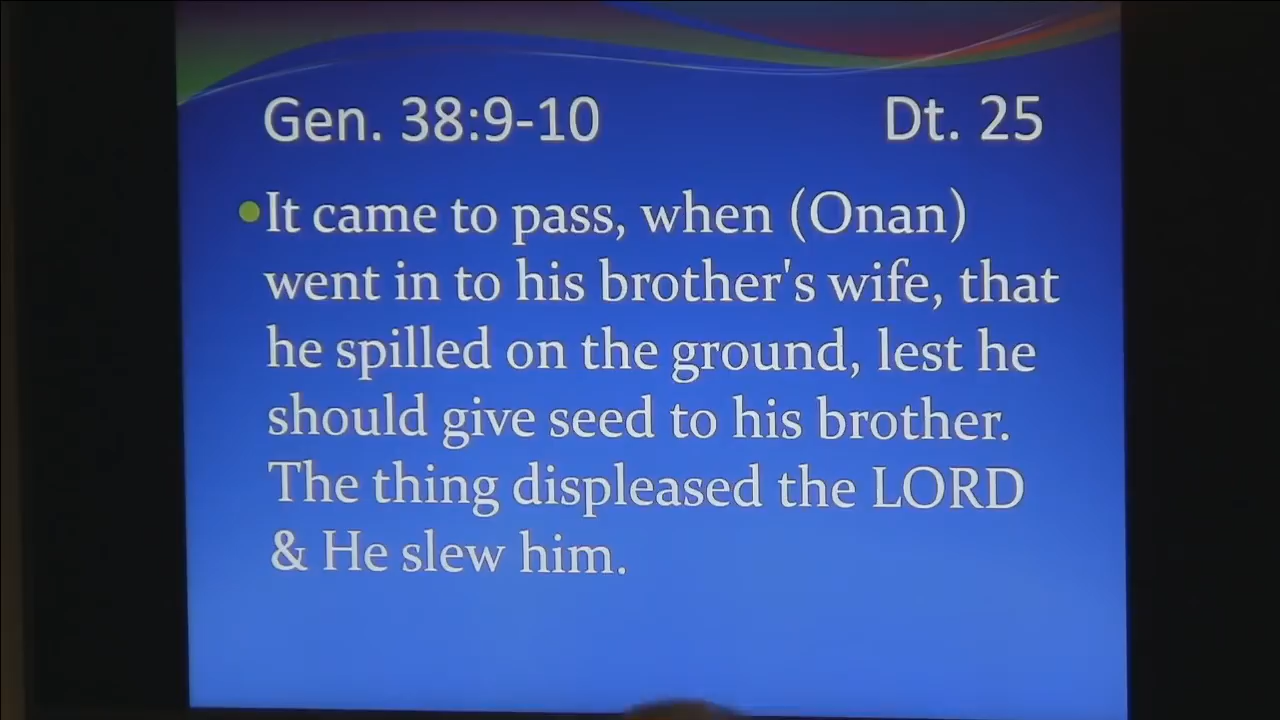 Gen. 38:9-10 Dt. 25
It came to pass, when (Onan)
went in to his brother's wife, that
he spilled on the ground, lest he
should give seed to his brother.
The thing displeased the LORD
& He slew him.